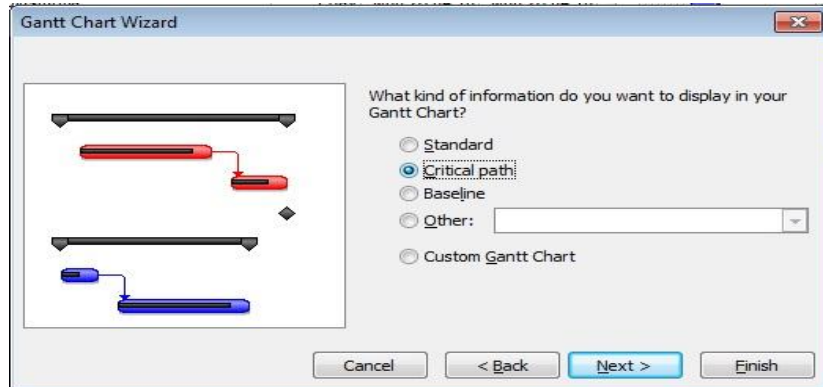 Gantt Chart Wizard
What kind of information do you want to display in your
Gantt Chart?
Standard
Critical path
Baseline
Other:
Custom Gantt Chart
Cancel
< Back
Next >
Finish